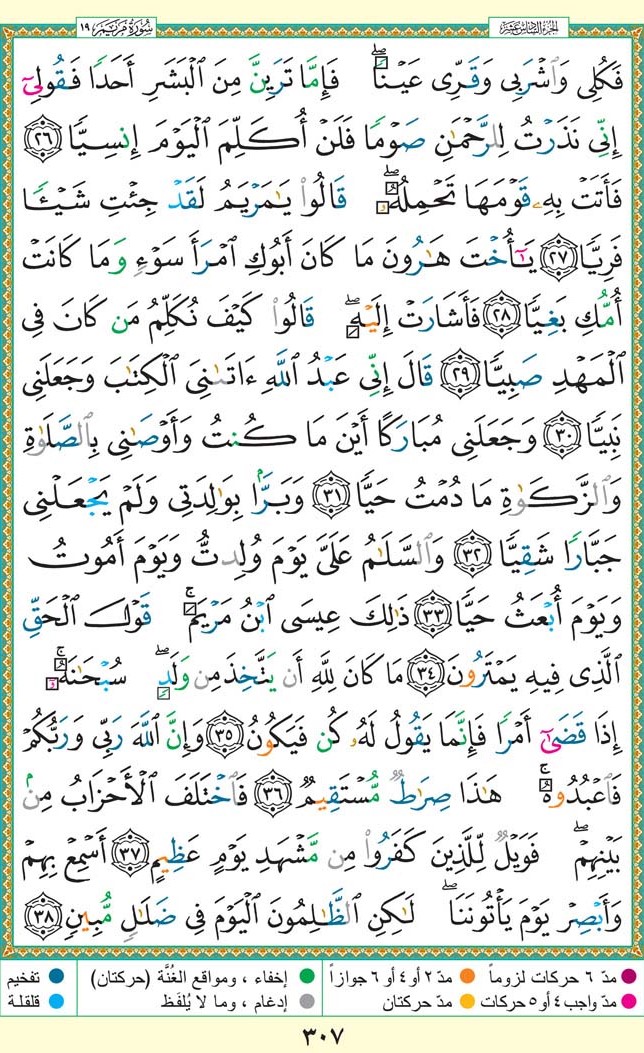 الجزء السادس عشر
سُورَةُ مَرْيَم ١٩
فَكُلِى وَٱشْرَبِى وَقَرِّى عَيْنࣰاۖ فَإِمَّا تَرَيِنَّ مِنَ ٱلْبَشَرِ أَحَدࣰا فَقُولِىٓ
إِنِّى نَذَرْتُ لِلرَّحْمَٰنِ صَوْمࣰا فَلَنْ أُكَلِّمَ ٱلْيَوْمَ إِنسِيࣰّا ٢٦
فَأَتَتْ بِهِۦ قَوْمَهَا تَحْمِلُهُۥۖ قَالُوا۟ يَٰمَرْيَمُ لَقَدْ جِئْتِ شَيْـࣰٔا
فَرِيࣰّا ٢٧ يَٰٓأُخْتَ هَٰرُونَ مَا كَانَ أَبُوكِ ٱمْرَأَ سَوْءࣲ وَمَا كَانَتْ
أُمُّكِ بَغِيࣰّا ٢٨ فَأَشَارَتْ إِلَيْهِۖ قَالُوا۟ كَيْفَ نُكَلِّمُ مَن كَانَ فِى
ٱلْمَهْدِ صَبِيࣰّا ٢٩ قَالَ إِنِّى عَبْدُ ٱللَّهِ ءَاتَىٰنِىَ ٱلْكِتَٰبَ وَجَعَلَنِى
نَبِيࣰّا ٣٠ وَجَعَلَنِى مُبَارَكًا أَيْنَ مَا كُنتُ وَأَوْصَٰنِى بِٱلصَّلَوٰةِ
وَٱلزَّكَوٰةِ مَا دُمْتُ حَيࣰّا ٣١ وَبَرَّۢا بِوَٰلِدَتِى وَلَمْ يَجْعَلْنِى
جَبَّارࣰا شَقِيࣰّا ٣٢ وَٱلسَّلَٰمُ عَلَىَّ يَوْمَ وُلِدتُّ وَيَوْمَ أَمُوتُ
وَيَوْمَ أُبْعَثُ حَيࣰّا ٣٣ ذَٰلِكَ عِيسَى ٱبْنُ مَرْيَمَۚ قَوْلَ ٱلْحَقِّ
ٱلَّذِى فِيهِ يَمْتَرُونَ ٣٤ مَا كَانَ لِلَّهِ أَن يَتَّخِذَ مِن وَلَدࣲۖ سُبْحَٰنَهُۥٓۚ
إِذَا قَضَىٰٓ أَمْرࣰا فَإِنَّمَا يَقُولُ لَهُۥ كُن فَيَكُونُ ٣٥ وَإِنَّ ٱللَّهَ رَبِّى وَرَبُّكُمْ
فَٱعْبُدُوهُۚ هَٰذَا صِرَٰطࣱ مُّسْتَقِيمࣱ ٣٦ فَٱخْتَلَفَ ٱلْأَحْزَابُ مِنۢ
بَيْنِهِمْۖ فَوَيْلࣱ لِّلَّذِينَ كَفَرُوا۟ مِن مَّشْهَدِ يَوْمٍ عَظِيمٍ ٣٧ أَسْمِعْ بِهِمْ
وَأَبْصِرْ يَوْمَ يَأْتُونَنَاۖ لَٰكِنِ ٱلظَّٰلِمُونَ ٱلْيَوْمَ فِى ضَلَٰلࣲ مُّبِينࣲ ٣٨
مدّ ٦ حركات لزوماً مدّ ٢ أو ٤ أو ٦ جوازاً إخفاء ، ومواقع الغُنَّة (حركتان) تفخيم
مدّ واجب ٤ أو ٥ حركات مدّ حركتان إدغام ، وما لا يُلفَظ قلقلة
٣٠٧